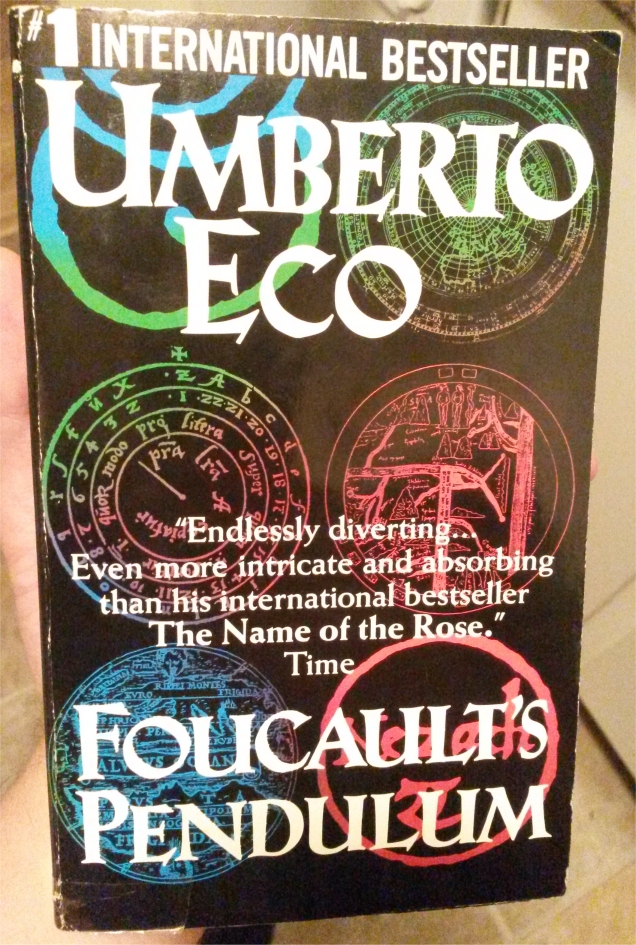 #1 INTERNATIONAL BESTSELLER
UMBERTO
ECO
"Endlessly diverting...
Even more intricate and absorbing
than his international bestseller
The Name of the Rose."
Time
FOUCAULT'S
PENDULUM